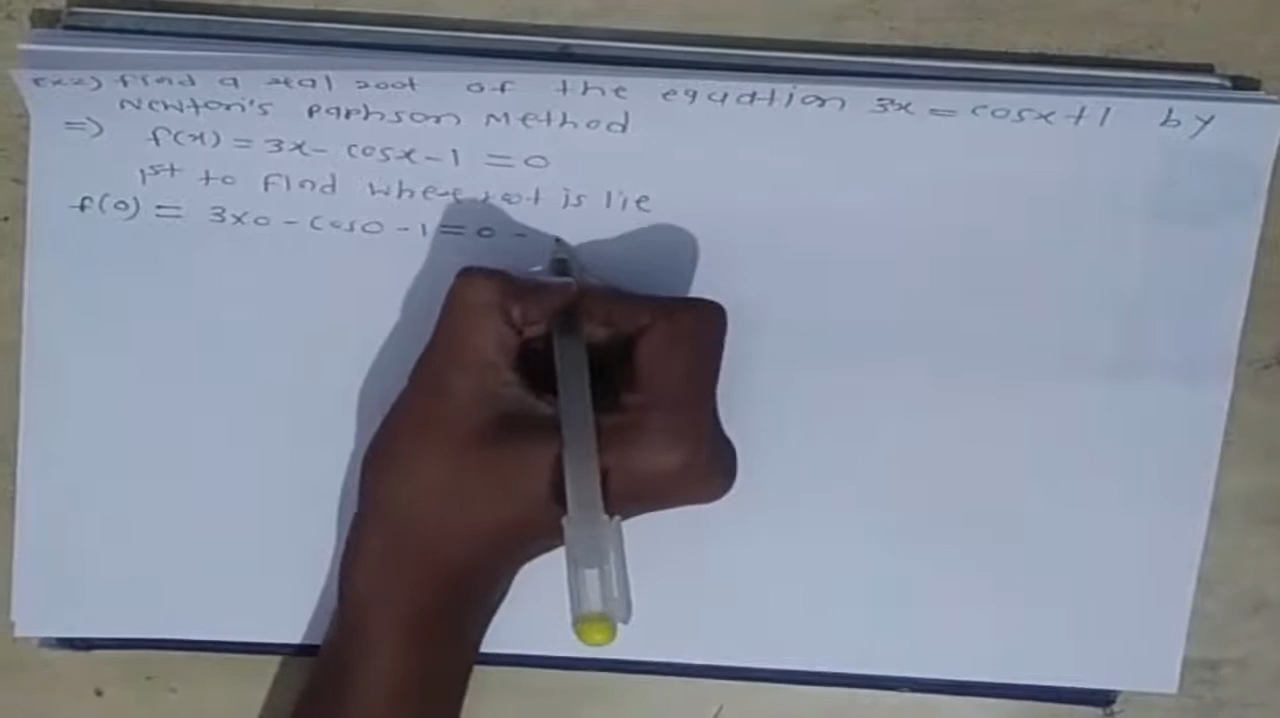 Ex2) find a real root of the equation 3x = cosx+1 by
Newton's Raphson Method
=> f(x) = 3x - cosx - 1 = 0
1st to find where root is lie
f(0) = 3x0 - cos0 - 1 = 0 -